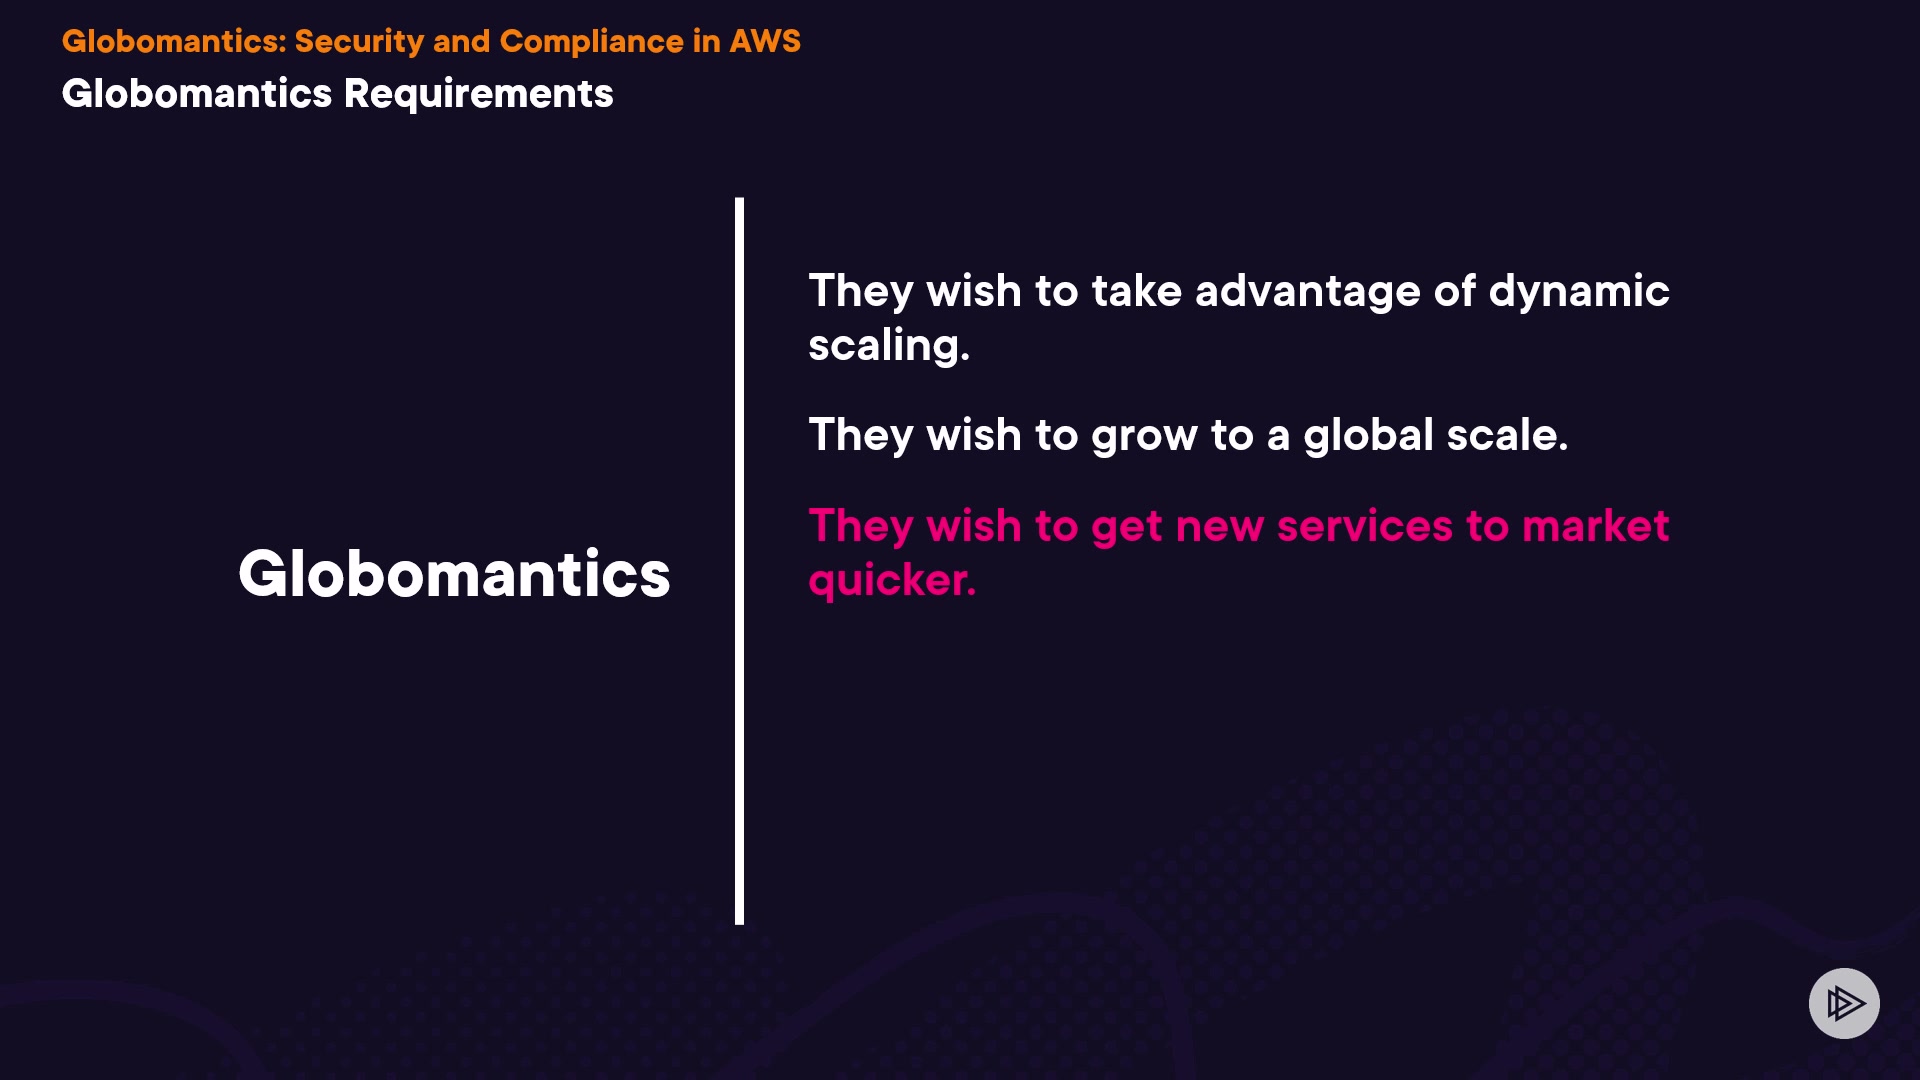 Globomantics: Security and Compliance in AWS
Globomantics Requirements
Globomantics
They wish to take advantage of dynamic
scaling.
They wish to grow to a global scale.
They wish to get new services to market
quicker.